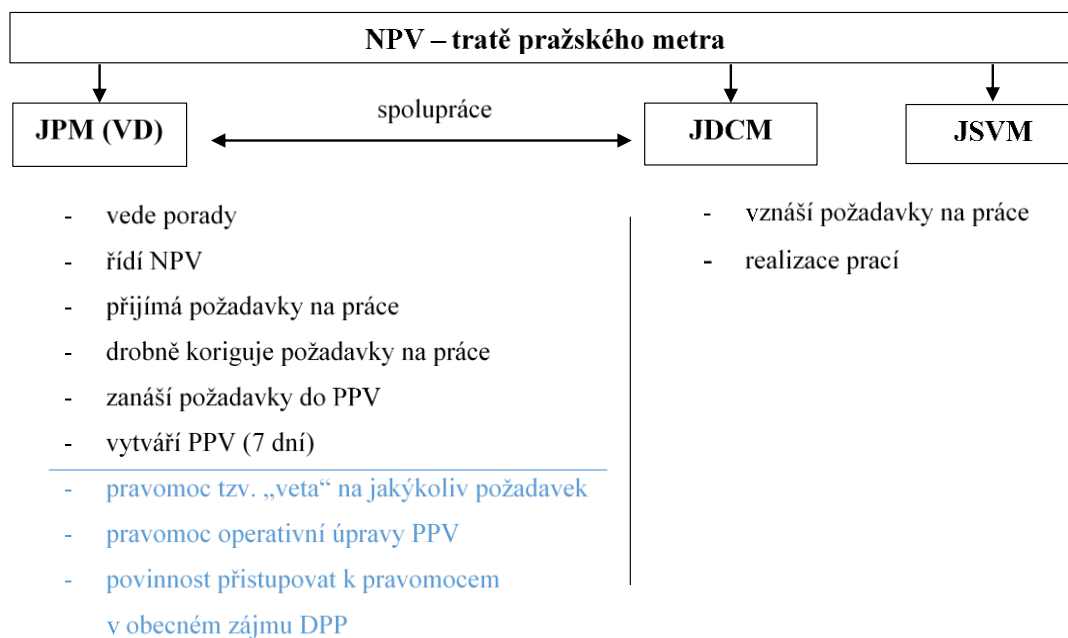 NPV – tratě pražského metra
spolupráce
JPM (VD)
JDCM
JSVM
- vede porady
- řídí NPV
- přijímá požadavky na práce
- drobně koriguje požadavky na práce
- zanáší požadavky do PPV
- vytváří PPV (7 dní)
- pravomoc tzv. „veta“ na jakýkoliv požadavek
- pravomoc operativní úpravy PPV
- povinnost přistupovat k pravomocem
v obecném zájmu DPP
- vznáší požadavky na práce
- realizace prací